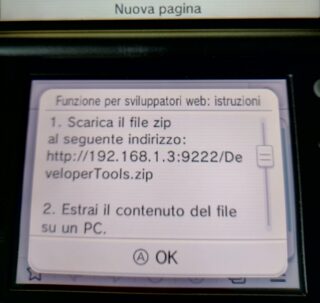 Nuova pagina
Funzione per sviluppatori web: istruzioni
1. Scarica il file zip
al seguente indirizzo:
http://192.168.1.3:9222/De
veloperTools.zip
2. Estrai il contenuto del file
su un PC.
Ⓐ OK